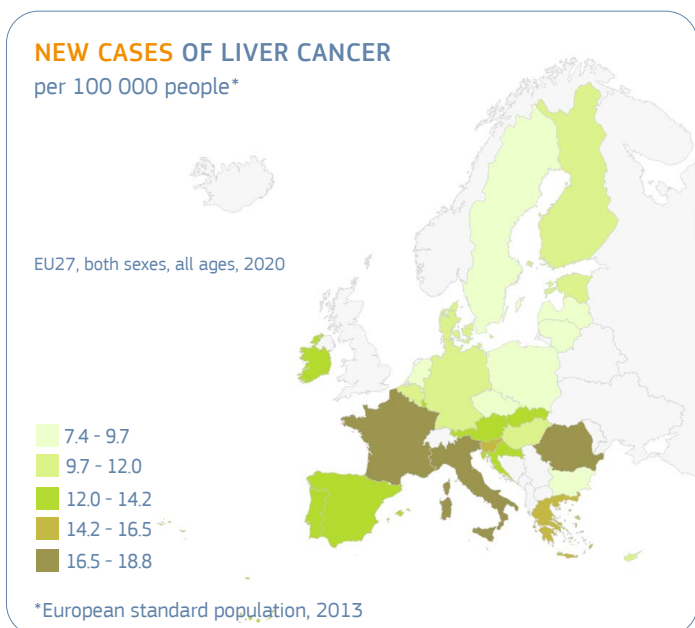 NEW CASES OF LIVER CANCER
per 100 000 people*
EU27, both sexes, all ages, 2020
7.4 - 9.7
9.7 - 12.0
12.0 - 14.2
14.2 - 16.5
16.5 - 18.8
*European standard population, 2013